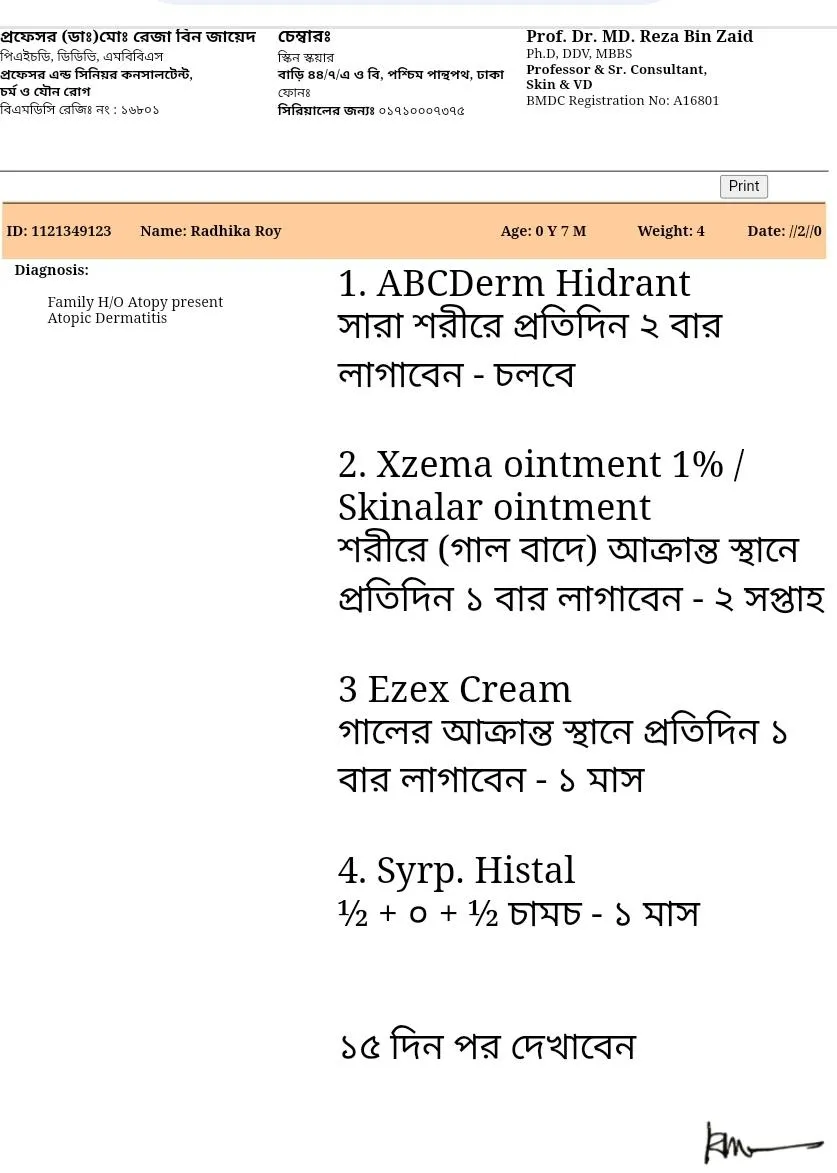 প্রফেসর (ডাঃ)মোঃ রেজা বিন জায়েদ
পিএইচডি, ডিডিভি, এমবিবিএস
প্রফেসর এন্ড সিনিয়র কনসালটেন্ট,
চর্ম ও যৌন রোগ
বিএমডিসি রেজিঃ নং : ১৬৮০১
চেম্বারঃ
স্কিন স্কয়ার
বাড়ি ৪৪/৭/এ ও বি, পশ্চিম পান্থপথ, ঢাকা
ফোনঃ
সিরিয়ালের জন্যঃ ০১৭১০০০৭৩৭৫
Prof. Dr. MD. Reza Bin Zaid
Ph.D, DDV, MBBS
Professor & Sr. Consultant,
Skin & VD
BMDC Registration No: A16801
Print
ID: 1121349123 Name: Radhika Roy Age: 0 Y 7 M Weight: 4 Date: //2//0
Diagnosis:
Family H/O Atopy present
Atopic Dermatitis
1. ABCDerm Hidrant
সারা শরীরে প্রতিদিন ২ বার
লাগাবেন - চলবে
2. Xzema ointment 1% /
Skinalar ointment
শরীরে (গাল বাদে) আক্রান্ত স্থানে
প্রতিদিন ১ বার লাগাবেন - ২ সপ্তাহ
3 Ezex Cream
গালের আক্রান্ত স্থানে প্রতিদিন ১
বার লাগাবেন - ১ মাস
4. Syrp. Histal
½ + ০ + ½ চামচ - ১ মাস
১৫ দিন পর দেখাবেন